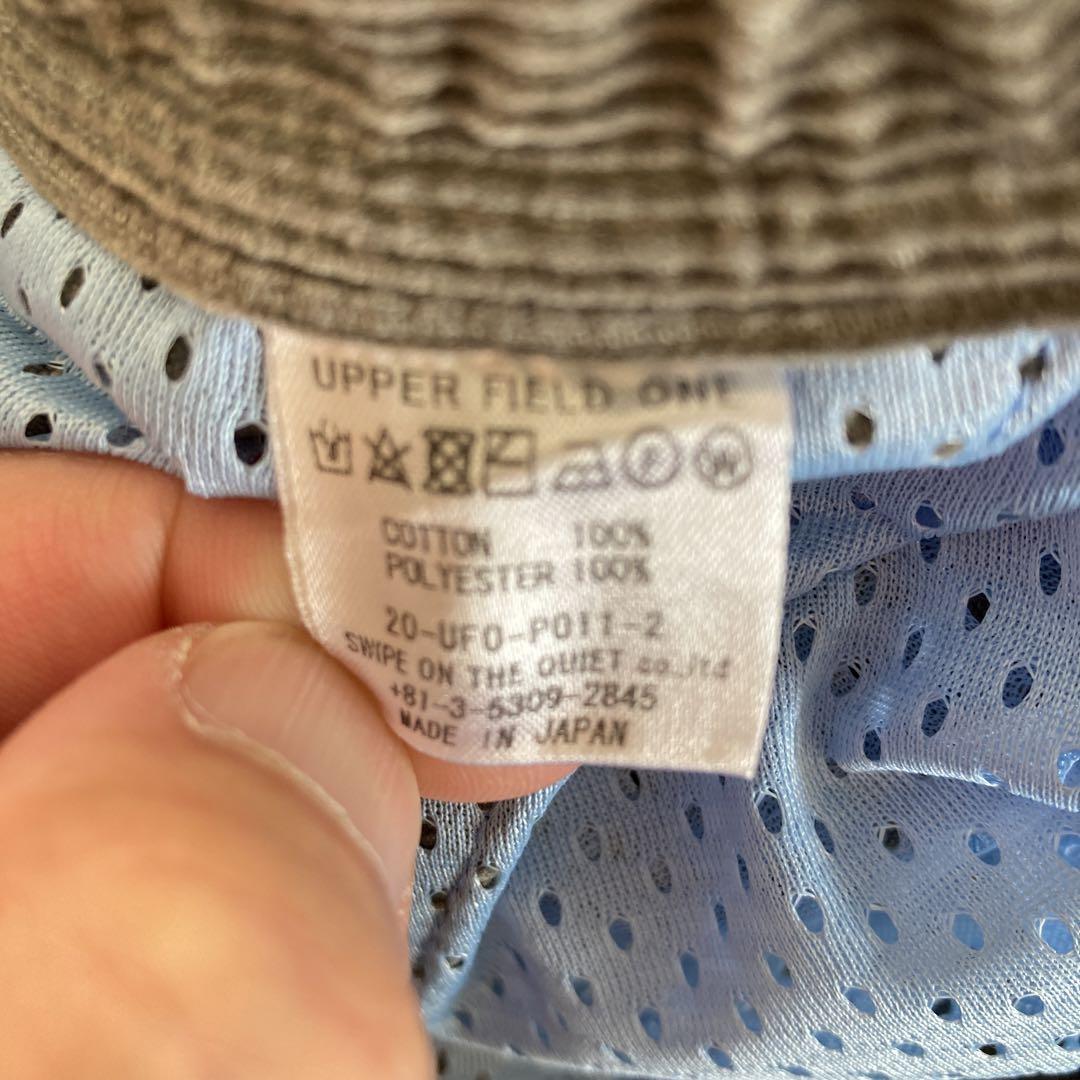 UPPER FIELD ONE
F W
COTTON 100%
POLYESTER 100%
20-UFO-P011-2
SWIPE ON THE QUIET co.,ltd
+81-3-5309-2845
MADE IN JAPAN